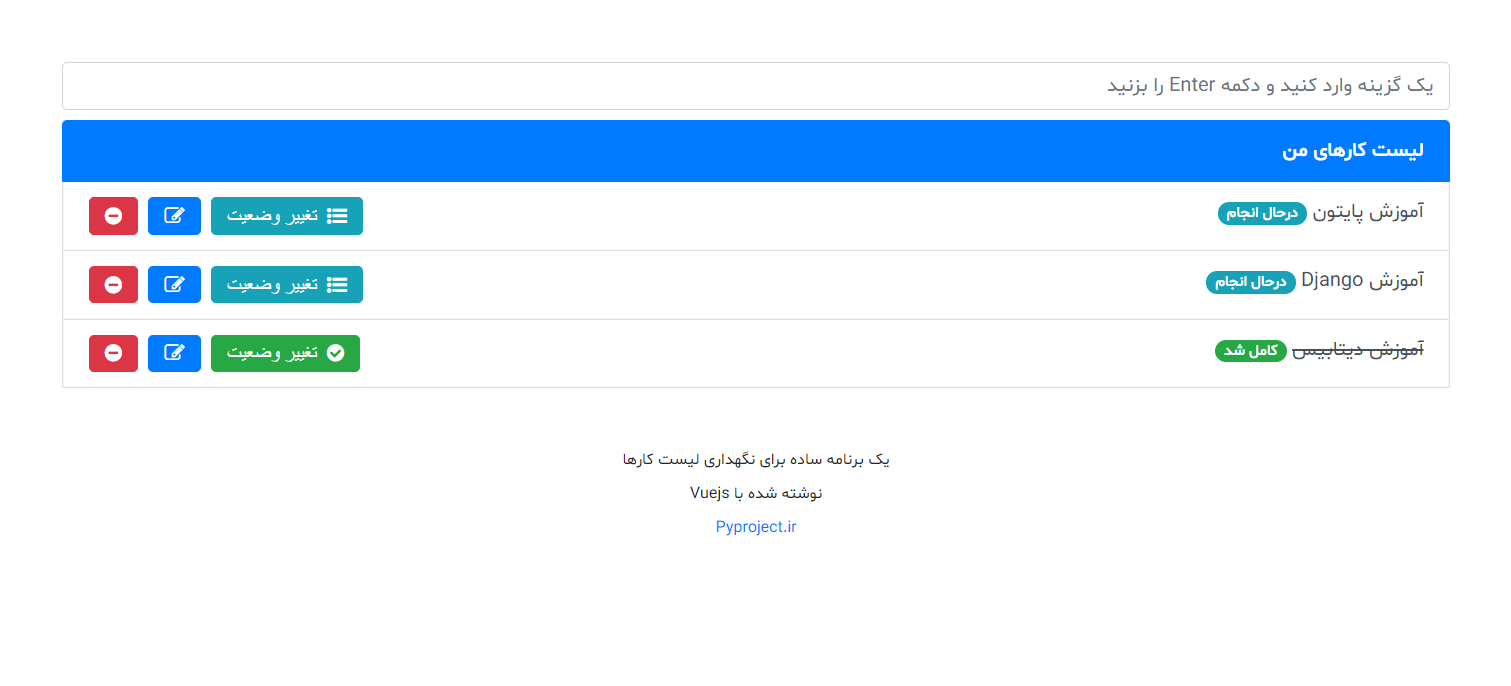 یک گزینه وارد کنید و دکمه Enter را بزنید
لیست کارهای من
آموزش پایتون درحال انجام تغییر وضعیت
آموزش Django درحال انجام تغییر وضعیت
آموزش دیتابیس کامل شد تغییر وضعیت
یک برنامه ساده برای نگهداری لیست کارها
نوشته شده با Vuejs
Pyproject.ir